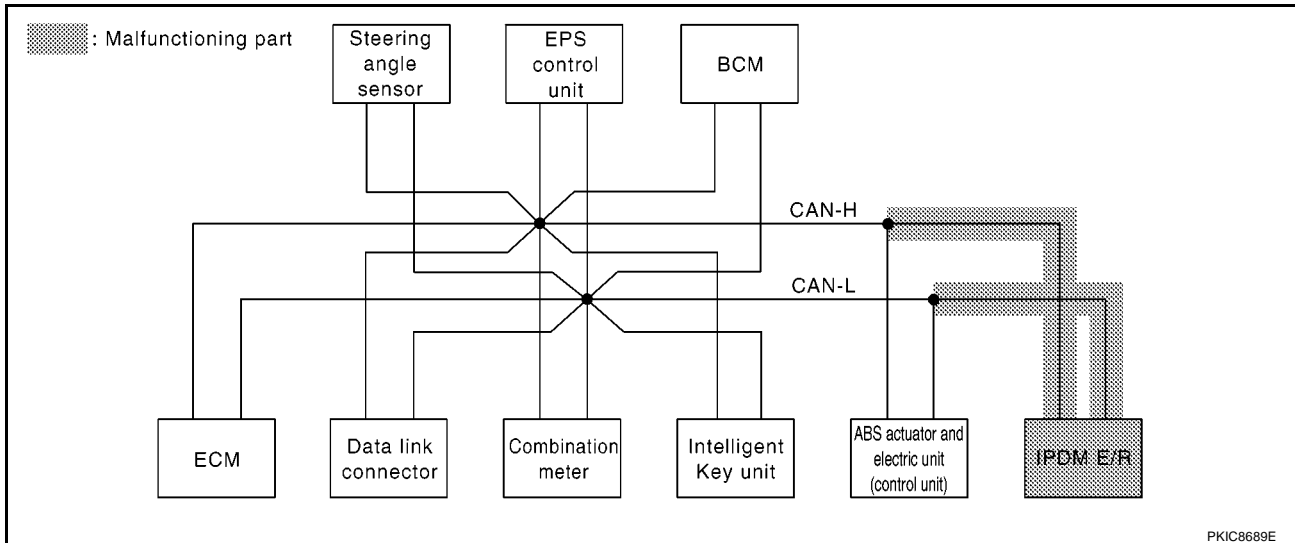 : Malfunctioning part
Steering
angle
sensor
EPS
control
unit
BCM
CAN-H
CAN-L
ECM
Data link
connector
Combination
meter
Intelligent
Key unit
ABS actuator and
electric unit
(control unit)
IPDM E/R
PKIC8689E